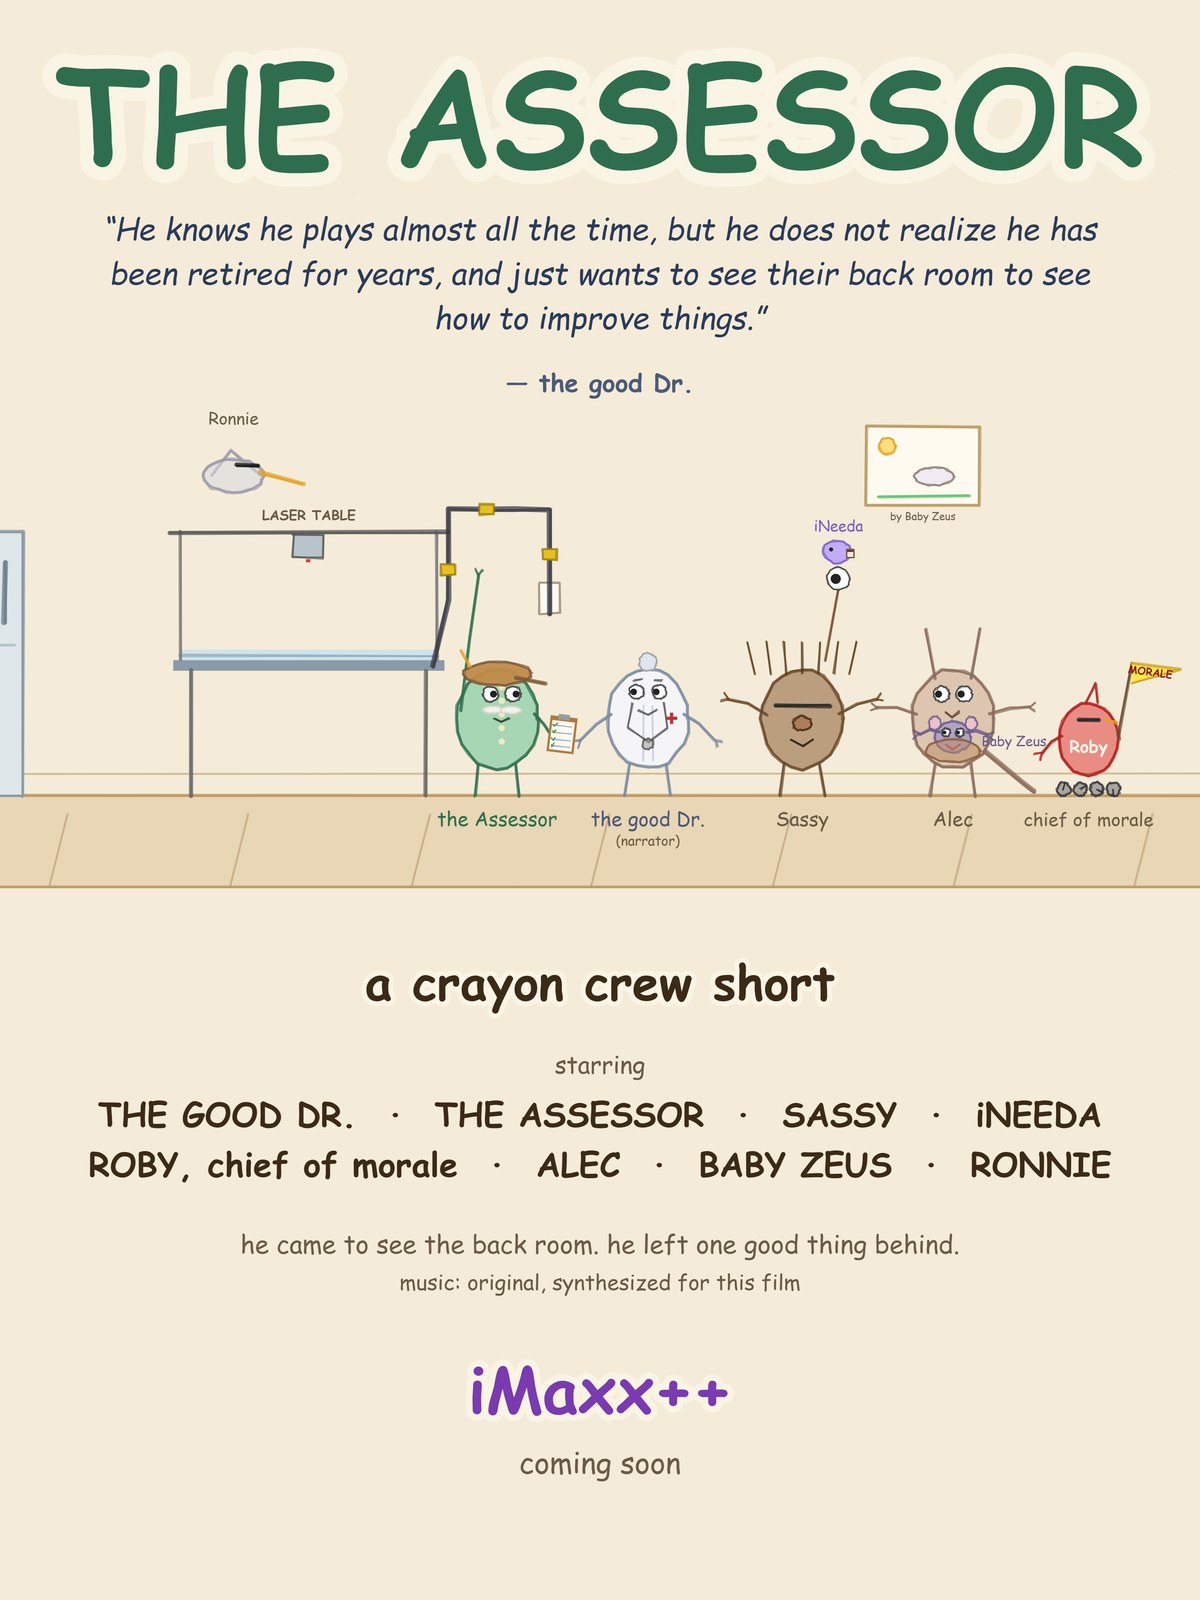 THE ASSESSOR
“He knows he plays almost all the time, but he does not realize he has
been retired for years, and just wants to see their back room to see
how to improve things.”
— the good Dr.
Ronnie
LASER TABLE
by Baby Zeus
iNeeda
MORALE
Baby Zeus
Roby
the Assessor
the good Dr.
(narrator)
Sassy
Alec
chief of morale
a crayon crew short
starring
THE GOOD DR. · THE ASSESSOR · SASSY · iNEEDA
ROBY, chief of morale · ALEC · BABY ZEUS · RONNIE
he came to see the back room. he left one good thing behind.
music: original, synthesized for this film
iMaxx++
coming soon